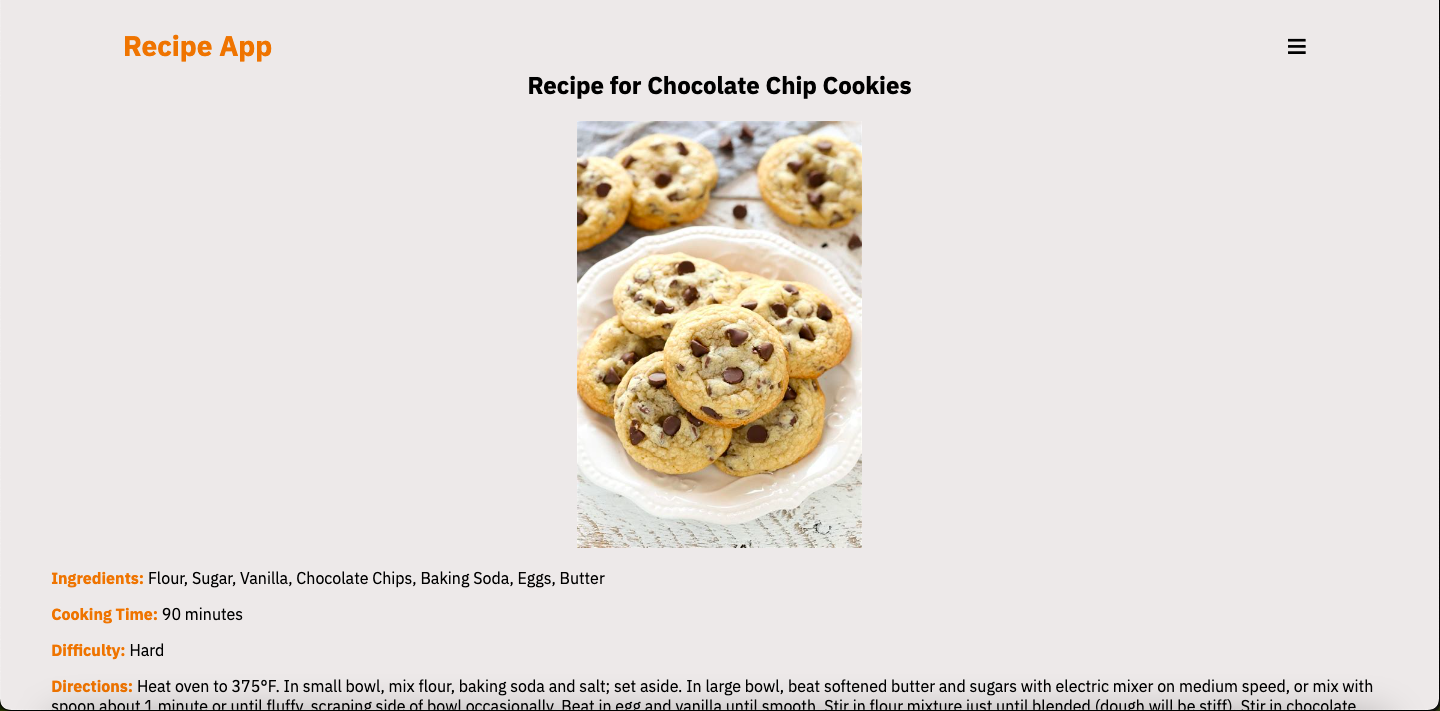 Recipe App
Recipe for Chocolate Chip Cookies
Ingredients: Flour, Sugar, Vanilla, Chocolate Chips, Baking Soda, Eggs, Butter
Cooking Time: 90 minutes
Difficulty: Hard
Directions: Heat oven to 375°F. In small bowl, mix flour, baking soda and salt; set aside. In large bowl, beat softened butter and sugars with electric mixer on medium speed, or mix with
spoon about 1 minute or until fluffy, scraping side of bowl occasionally. Beat in egg and vanilla until smooth. Stir in flour mixture just until blended (dough will be stiff). Stir in chocolate